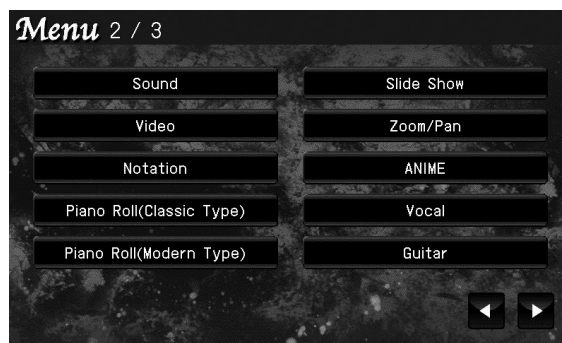 Menu 2 / 3
Sound
Slide Show
Video
Zoom/Pan
Notation
ANIME
Piano Roll(Classic Type)
Vocal
Piano Roll(Modern Type)
Guitar